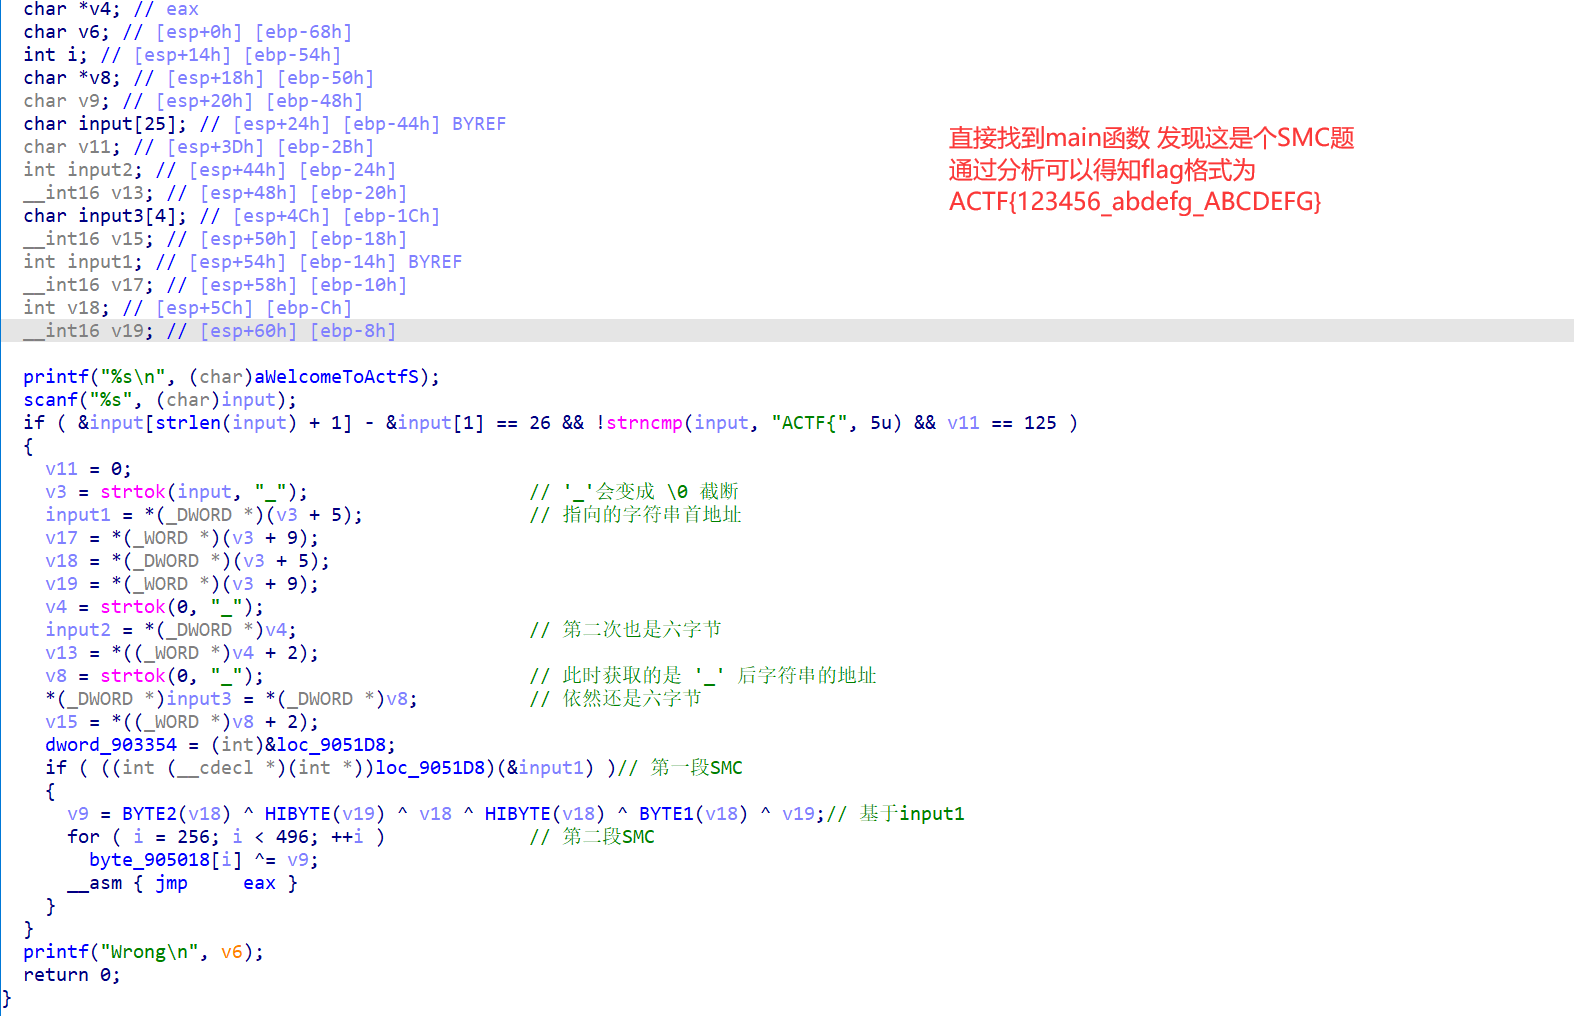 char *v4; // eax
char v6; // [esp+0h] [ebp-68h]
int i; // [esp+14h] [ebp-54h]
char *v8; // [esp+18h] [ebp-50h]
char v9; // [esp+20h] [ebp-48h]
char input[25]; // [esp+24h] [ebp-44h] BYREF
char v11; // [esp+3Dh] [ebp-2Bh]
int input2; // [esp+44h] [ebp-24h]
__int16 v13; // [esp+48h] [ebp-20h]
char input3[4]; // [esp+4Ch] [ebp-1Ch]
__int16 v15; // [esp+50h] [ebp-18h]
int input1; // [esp+54h] [ebp-14h] BYREF
__int16 v17; // [esp+58h] [ebp-10h]
int v18; // [esp+5Ch] [ebp-Ch]
__int16 v19; // [esp+60h] [ebp-8h]
直接找到main函数 发现这是个SMC题
通过分析可以得知flag格式为
ACTF{123456_abdefg_ABCDEFG}
printf("%s\n", (char)aWelcomeToActfS);
scanf("%s", (char)input);
if ( &input[strlen(input) + 1] - &input[1] == 26 && !strncmp(input, "ACTF{", 5u) && v11 == 125 )
{
v11 = 0;
v3 = strtok(input, "_"); // '_'会变成 \0 截断
input1 = *(_DWORD *)(v3 + 5); // 指向的字符串首地址
v17 = *(_WORD *)(v3 + 9);
v18 = *(_DWORD *)(v3 + 5);
v19 = *(_WORD *)(v3 + 9);
v4 = strtok(0, "_");
input2 = *(_DWORD *)v4; // 第二次也是六字节
v13 = *((_WORD *)v4 + 2);
v8 = strtok(0, "_"); // 此时获取的是 '_' 后字符串的地址
*(_DWORD *)input3 = *(_DWORD *)v8; // 依然还是六字节
v15 = *((_WORD *)v8 + 2);
dword_903354 = (int)&loc_9051D8;
if ( ((int (__cdecl *)(int *))loc_9051D8)(&input1) )// 第一段SMC
{
v9 = BYTE2(v18) ^ HIBYTE(v19) ^ v18 ^ HIBYTE(v18) ^ BYTE1(v18) ^ v19;// 基于input1
for ( i = 256; i < 496; ++i ) // 第二段SMC
byte_905018[i] ^= v9;
__asm { jmp eax }
}
}
printf("Wrong\n", v6);
return 0;
}